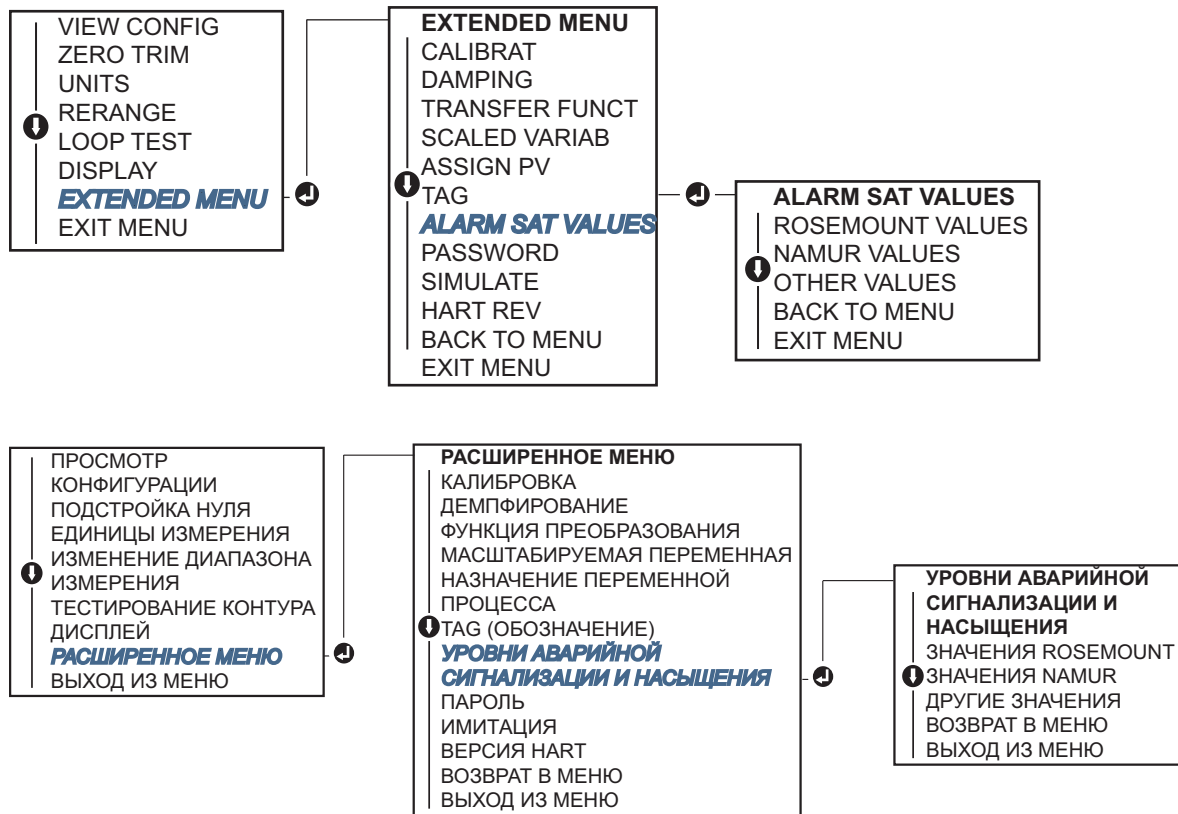 VIEW CONFIG
ZERO TRIM
UNITS
RERANGE
LOOP TEST
DISPLAY
EXTENDED MENU
EXIT MENU
EXTENDED MENU
CALIBRAT
DAMPING
TRANSFER FUNCT
SCALED VARIAB
ASSIGN PV
TAG
ALARM SAT VALUES
PASSWORD
SIMULATE
HART REV
BACK TO MENU
EXIT MENU
ALARM SAT VALUES
ROSEMOUNT VALUES
NAMUR VALUES
OTHER VALUES
BACK TO MENU
EXIT MENU
ПРОСМОТР
КОНФИГУРАЦИИ
ПОДСТРОЙКА НУЛЯ
ЕДИНИЦЫ ИЗМЕРЕНИЯ
ИЗМЕНЕНИЕ ДИАПАЗОНА
ИЗМЕРЕНИЯ
ТЕСТИРОВАНИЕ КОНТУРА
ДИСПЛЕЙ
РАСШИРЕННОЕ МЕНЮ
ВЫХОД ИЗ МЕНЮ
РАСШИРЕННОЕ МЕНЮ
КАЛИБРОВКА
ДЕМПФИРОВАНИЕ
ФУНКЦИЯ ПРЕОБРАЗОВАНИЯ
МАСШТАБИРУЕМАЯ ПЕРЕМЕННАЯ
НАЗНАЧЕНИЕ ПЕРЕМЕННОЙ
ПРОЦЕССА
TAG (ОБОЗНАЧЕНИЕ)
УРОВНИ АВАРИЙНОЙ
СИГНАЛИЗАЦИИ И НАСЫЩЕНИЯ
ПАРОЛЬ
ИМИТАЦИЯ
ВЕРСИЯ HART
ВОЗВРАТ В МЕНЮ
ВЫХОД ИЗ МЕНЮ
УРОВНИ АВАРИЙНОЙ
СИГНАЛИЗАЦИИ И
НАСЫЩЕНИЯ
ЗНАЧЕНИЯ ROSEMOUNT
ЗНАЧЕНИЯ NAMUR
ДРУГИЕ ЗНАЧЕНИЯ
ВОЗВРАТ В МЕНЮ
ВЫХОД ИЗ МЕНЮ